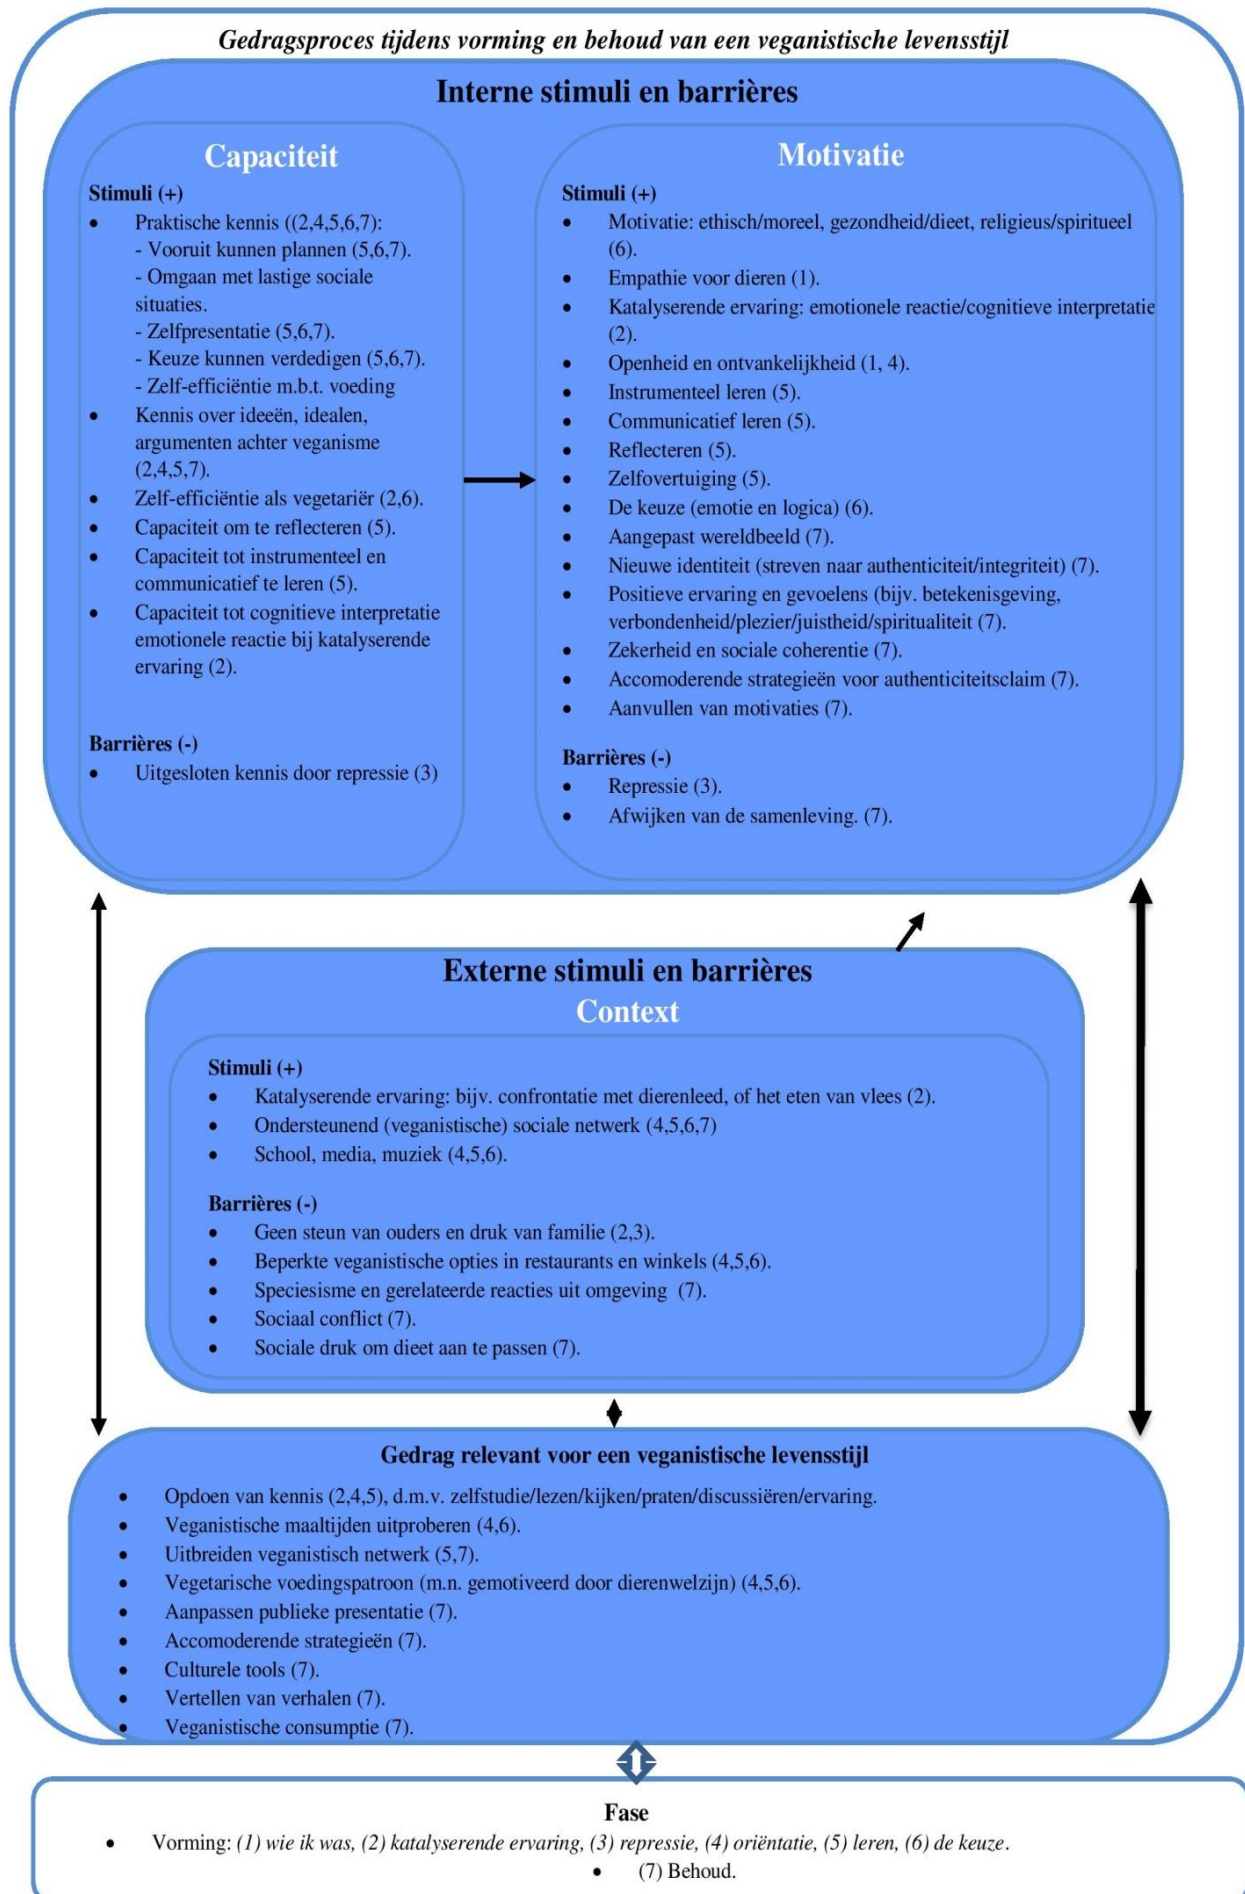 Gedragsproces tijdens vorming en behoud van een veganistische levensstijl
Interne stimuli en barrières
Capaciteit
Stimuli (+)
• Praktische kennis ((2,4,5,6,7):
- Vooruit kunnen plannen (5,6,7).
- Omgaan met lastige sociale
situaties.
- Zelfpresentatie (5,6,7).
- Keuze kunnen verdedigen (5,6,7).
- Zelf-efficiëntie m.b.t. voeding
• Kennis over ideeën, idealen,
argumenten achter veganisme
(2,4,5,7).
• Zelf-efficiëntie als vegetariër (2,6).
• Capaciteit om te reflecteren (5).
• Capaciteit tot instrumenteel en
communicatief te leren (5).
• Capaciteit tot cognitieve interpretatie
emotionele reactie bij katalyserende
ervaring (2).
Barrières (-)
• Uitgesloten kennis door repressie (3)
Motivatie
Stimuli (+)
• Motivatie: ethisch/moreel, gezondheid/dieet, religieus/spiritueel
(6).
• Empathie voor dieren (1).
• Katalyserende ervaring: emotionele reactie/cognitieve interpretatie
(2).
• Openheid en ontvankelijkheid (1, 4).
• Instrumenteel leren (5).
• Communicatief leren (5).
• Reflecteren (5).
• Zelfovertuiging (5).
• De keuze (emotie en logica) (6).
• Aangepast wereldbeeld (7).
• Nieuwe identiteit (streven naar authenticiteit/integriteit) (7).
• Positieve ervaring en gevoelens (bijv. betekenisgeving,
verbondenheid/plezier/juistheid/spiritualiteit (7).
• Zekerheid en sociale coherentie (7).
• Accomoderende strategieën voor authenticiteitsclaim (7).
• Aanvullen van motivaties (7).
Barrières (-)
• Repressie (3).
• Afwijken van de samenleving. (7).
Externe stimuli en barrières
Context
Stimuli (+)
• Katalyserende ervaring: bijv. confrontatie met dierenleed, of het eten van vlees (2).
• Ondersteunend (veganistische) sociale netwerk (4,5,6,7)
• School, media, muziek (4,5,6).
Barrières (-)
• Geen steun van ouders en druk van familie (2,3).
• Beperkte veganistische opties in restaurants en winkels (4,5,6).
• Speciesisme en gerelateerde reacties uit omgeving (7).
• Sociaal conflict (7).
• Sociale druk om dieet aan te passen (7).
Gedrag relevant voor een veganistische levensstijl
• Opdoen van kennis (2,4,5), d.m.v. zelfstudie/lezen/kijken/praten/discussiëren/ervaring.
• Veganistische maaltijden uitproberen (4,6).
• Uitbreiden veganistisch netwerk (5,7).
• Vegetarische voedingspatroon (m.n. gemotiveerd door dierenwelzijn) (4,5,6).
• Aanpassen publieke presentatie (7).
• Accomoderende strategieën (7).
• Culturele tools (7).
• Vertellen van verhalen (7).
• Veganistische consumptie (7).
Fase
• Vorming: (1) wie ik was, (2) katalyserende ervaring, (3) repressie, (4) oriëntatie, (5) leren, (6) de keuze.
• (7) Behoud.